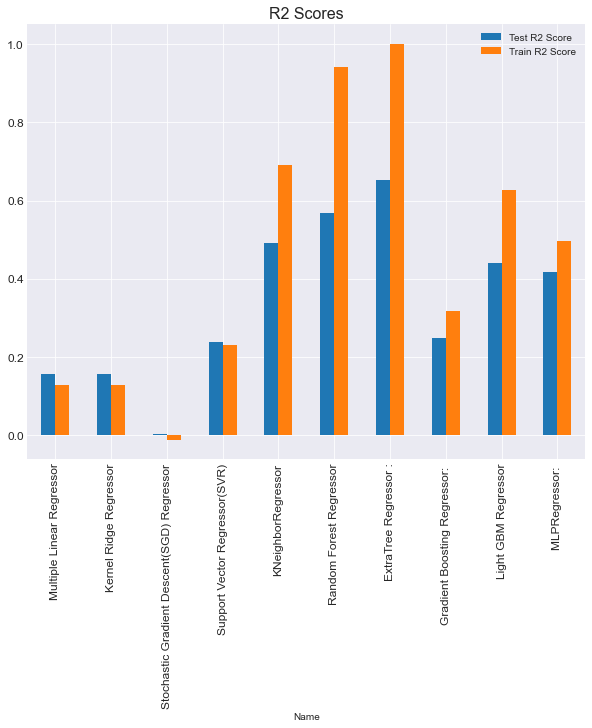 R2 Scores
Test R2 Score
Train R2 Score
1.0
0.8
0.6
0.4
0.2
0.0
Multiple Linear Regressor
Kernel Ridge Regressor
Stochastic Gradient Descent(SGD) Regressor
Support Vector Regressor(SVR)
KNeighborRegressor
Random Forest Regressor
ExtraTree Regressor :
Gradient Boosting Regressor:
Light GBM Regressor
MLPRegressor:
Name